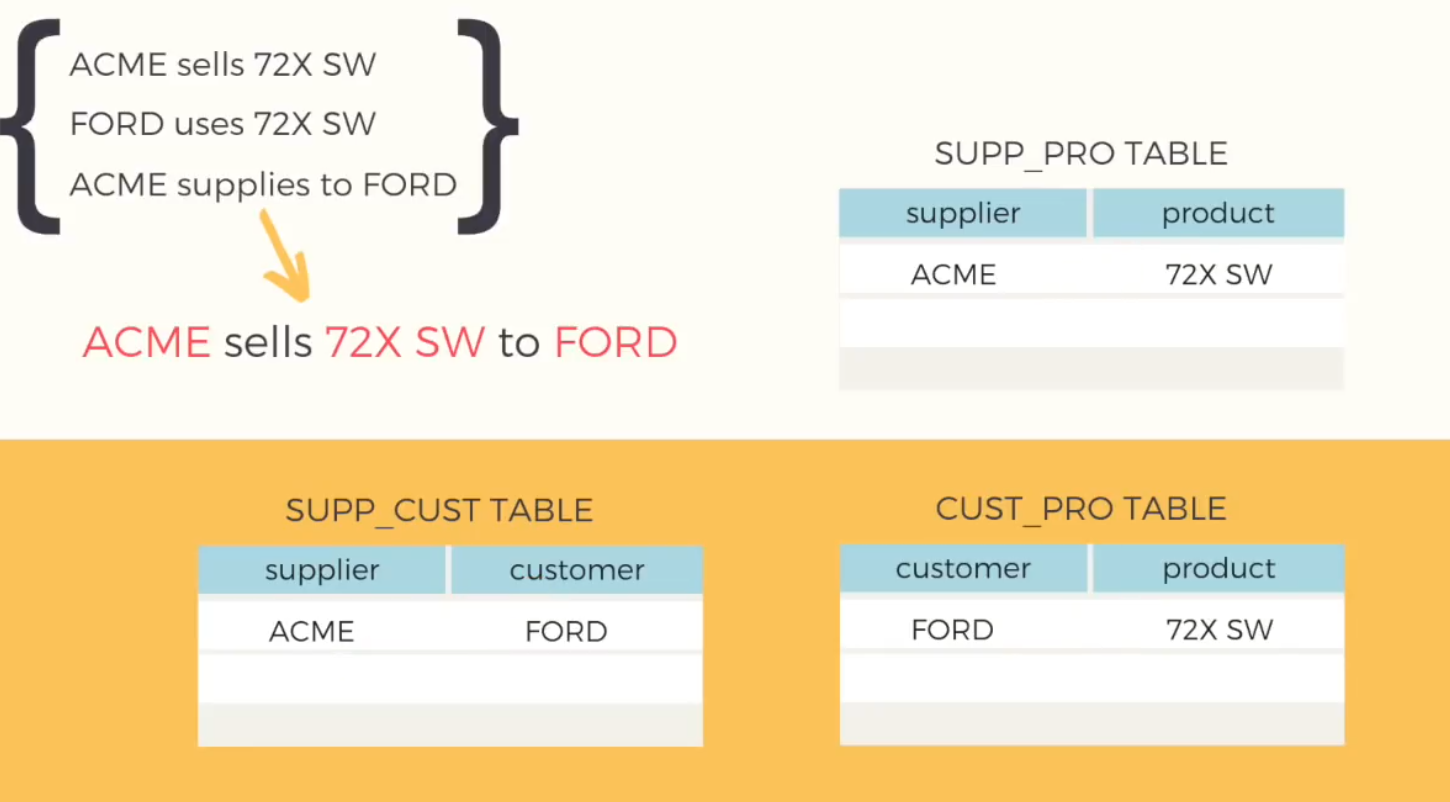 ACME sells 72X SW
FORD uses 72X SW
ACME supplies to FORD
ACME sells 72X SW to FORD
SUPP_PRO TABLE
supplier product
ACME 72X SW
SUPP_CUST TABLE
supplier customer
ACME FORD
CUST_PRO TABLE
customer product
FORD 72X SW